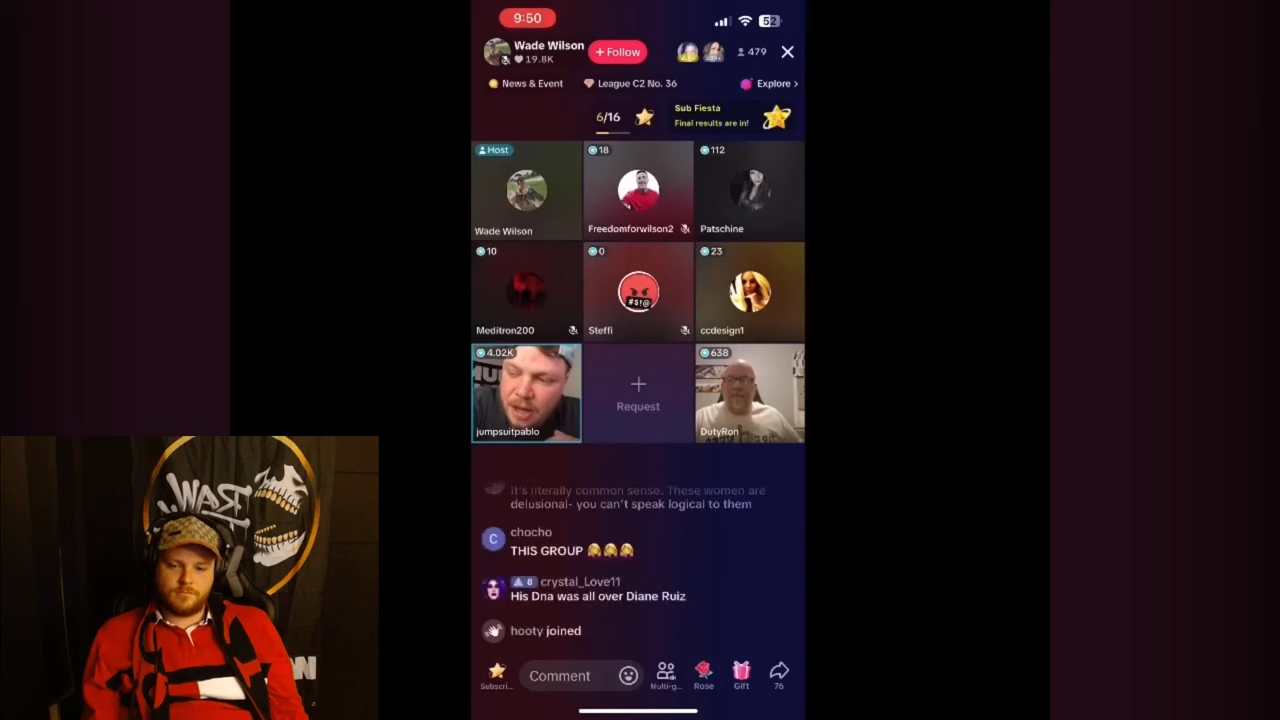 9:50
52
Wade Wilson
+ Follow
19.8K
479
News & Event
League C2 No. 36
Explore >
6/16
Sub Fiesta
Final results are in!
Host
18
112
Wade Wilson
Freedomforwilson2
Patschine
10
0
23
#$!@
Meditron200
Steffi
ccdesign1
4.02K
638
Request
jumpsuitpablo
DutyRon
It's literally common sense. These women are
delusional- you can't speak logical to them
C
chocho
THIS GROUP
8 crystal_Love11
His Dna was all over Diane Ruiz
hooty joined
Comment
Subscri...
Multi-g...
Rose
Gift
76